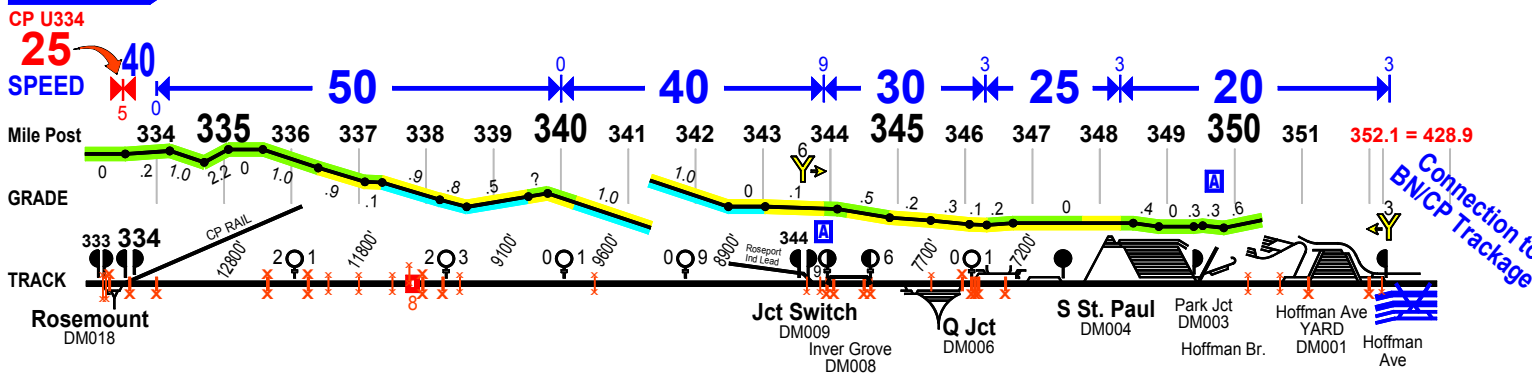 CP U334
25
40
SPEED
5
0
50
0
40
9
30
3
25
3
20
3
Mile Post
334 335 336 337 338 339 340 341 342 343 344 345 346 347 348 349 350 351 352.1 = 428.9
GRADE
0 .2 1.0 2.2 0 1.0 .9 .1 .9 .8 .5 ? 1.0 1.0 0 .1 .5 .2 .3 .1 .2 0 .4 0 .3 .3 .6
6
Y
A
A
3
Y
Connection to
BN/CP Trackage
CP RAIL
333 334
12800'
2 1
11800'
2 3
9100'
0 1
9600'
0 9
8900'
Roseport
Ind Lead
344
9
6
7700'
0 1
7200'
TRACK
8
Rosemount
DM018
Jct Switch
DM009
Inver Grove
DM008
Q Jct
DM006
S St. Paul
DM004
Park Jct
DM003
Hoffman Br.
Hoffman Ave
YARD
DM001
Hoffman
Ave